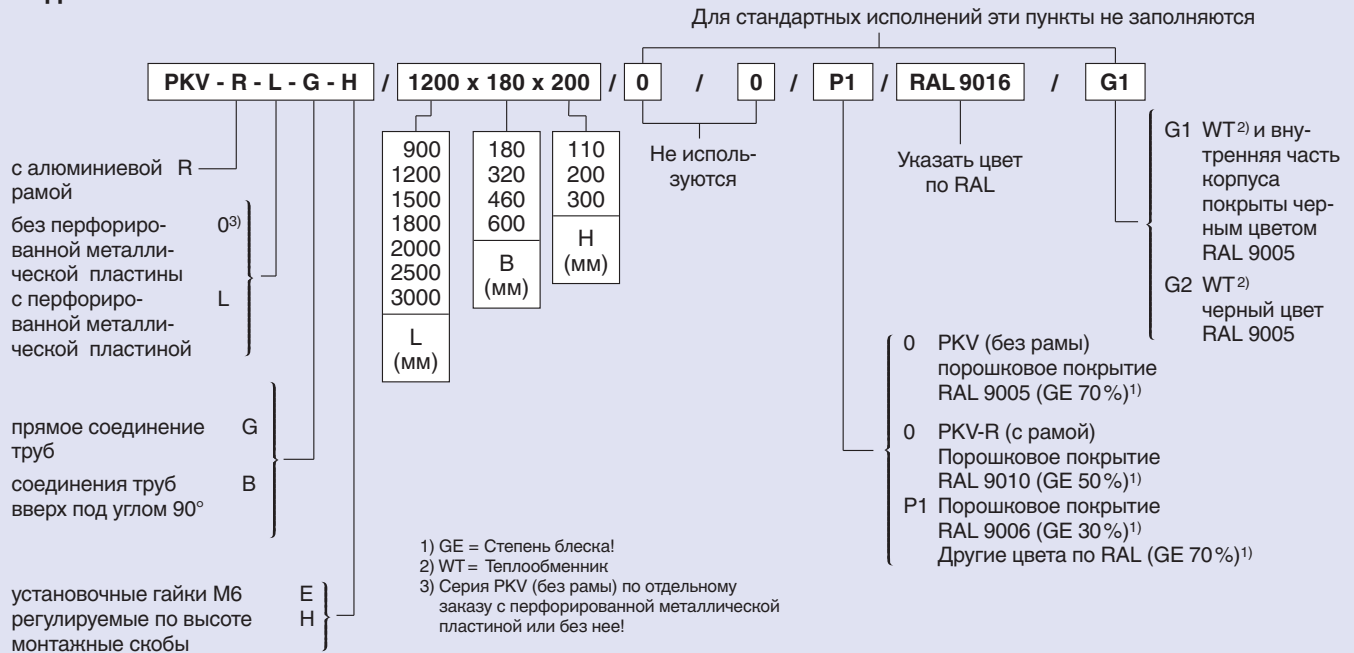 Для стандартных исполнений эти пункты не заполняются
PKV - R - L - G - H / 1200 x 180 x 200 / 0 / 0 / P1 / RAL 9016 / G1
с алюминиевой R
рамой
без перфориро- 0³⁾
ванной металли-
ческой пластины
с перфориро- L
ванной металли-
ческой пластиной
прямое соединение G
труб
соединения труб B
вверх под углом 90°
установочные гайки М6 E
регулируемые по высоте H
монтажные скобы
900
1200
1500
1800
2000
2500
3000
L
(мм)
180
320
460
600
B
(мм)
110
200
300
H
(мм)
Не исполь-
зуются
Указать цвет
по RAL
G1 WT²⁾ и вну-
тренняя часть
корпуса
покрыты чер-
ным цветом
RAL 9005
G2 WT²⁾
черный цвет
RAL 9005
0 PKV (без рамы)
порошковое покрытие
RAL 9005 (GE 70%)¹⁾
0 PKV-R (с рамой)
Порошковое покрытие
RAL 9010 (GE 50%)¹⁾
P1 Порошковое покрытие
RAL 9006 (GE 30%)¹⁾
Другие цвета по RAL (GE 70%)¹⁾
1) GE = Степень блеска!
2) WT = Теплообменник
3) Серия PKV (без рамы) по отдельному
заказу с перфорированной металлической
пластиной или без нее!